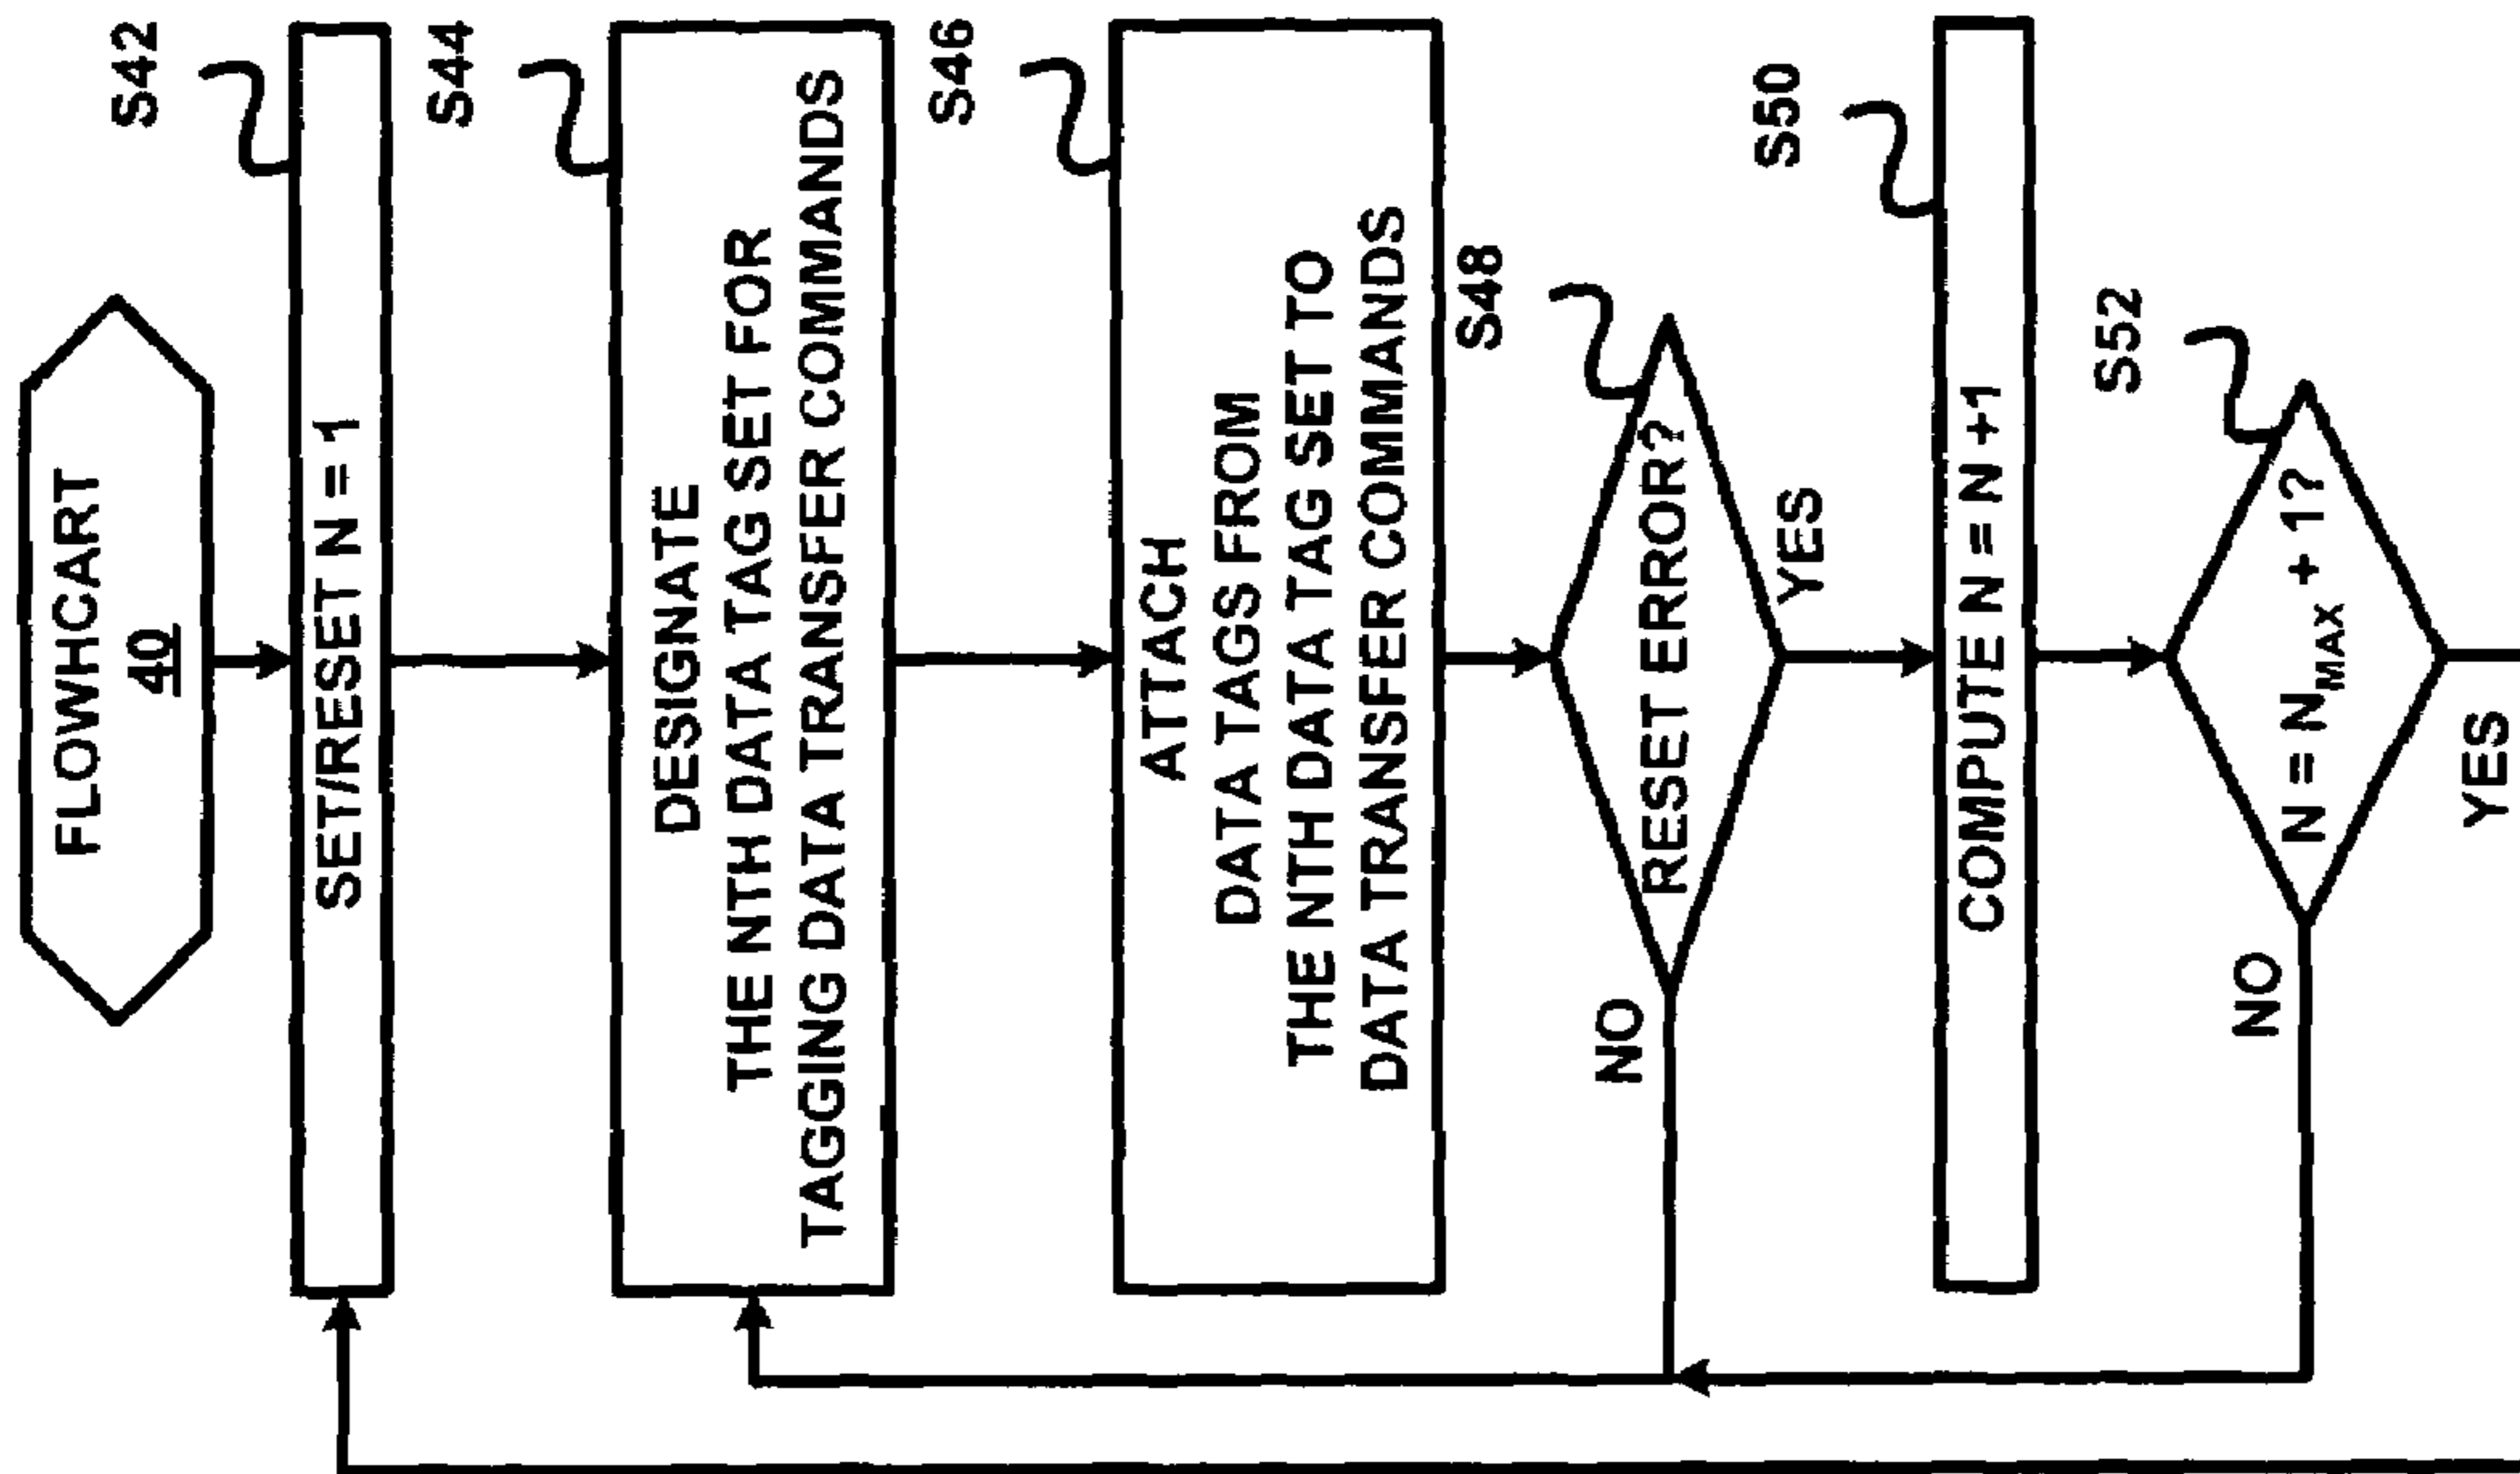 FLOWHCART
40
S42
SET/RESET N = 1
S44
DESIGNATE
THE NTH DATA TAG SET FOR
TAGGING DATA TRANSFER COMMANDS
S46
ATTACH
DATA TAGS FROM
THE NTH DATA TAG SET TO
DATA TRANSFER COMMANDS
S48
RESET ERROR?
NO
YES
S50
COMPUTE N = N +1
S52
N = NMAX + 1?
NO
YES